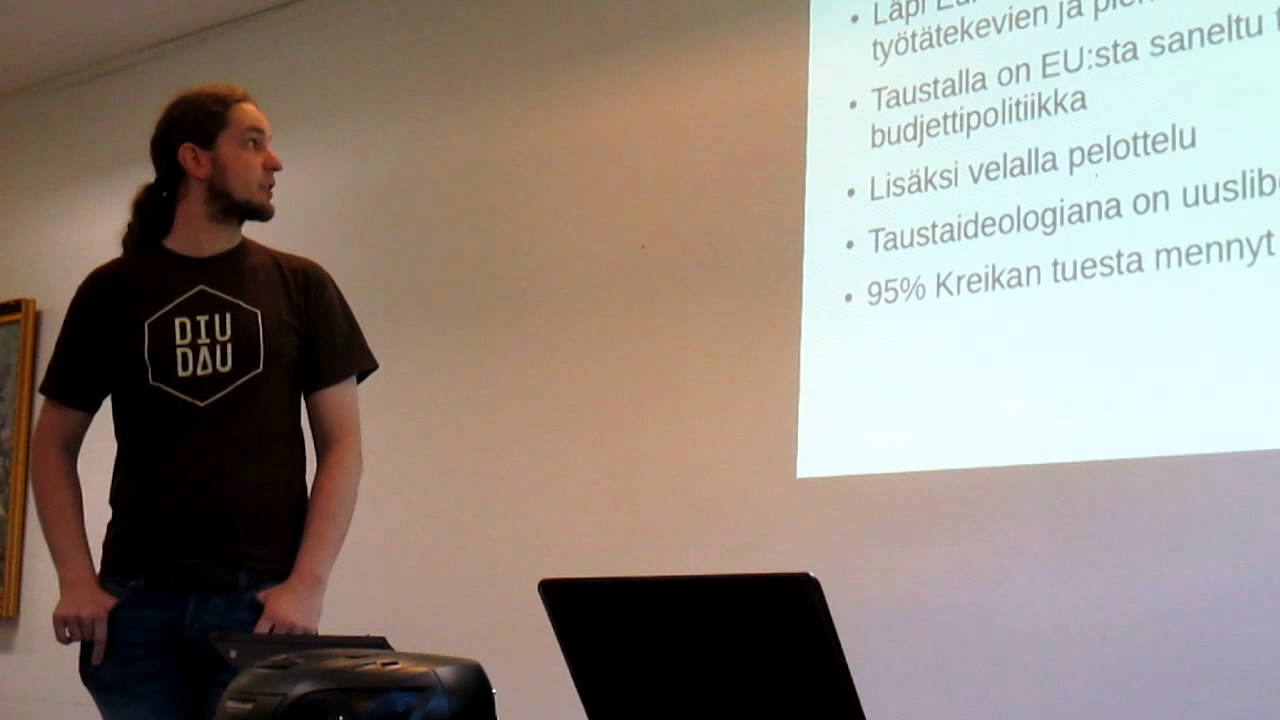 DIU
DAU
• Läpi
työtätekevien ja
• Taustalla on EU:sta saneltu
budjettipolitiikka
• Lisäksi velalla pelottelu
• Taustaideologiana on
• 95% Kreikan tuesta mennyt